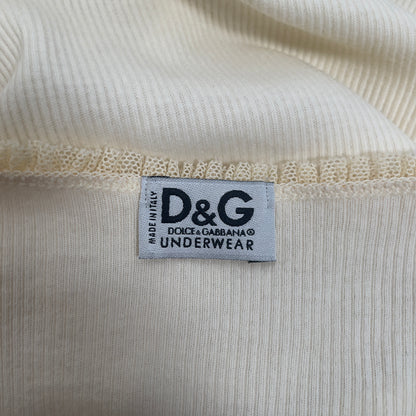 MADE IN ITALY
D&G
DOLCE & GABBANA®
UNDERWEAR